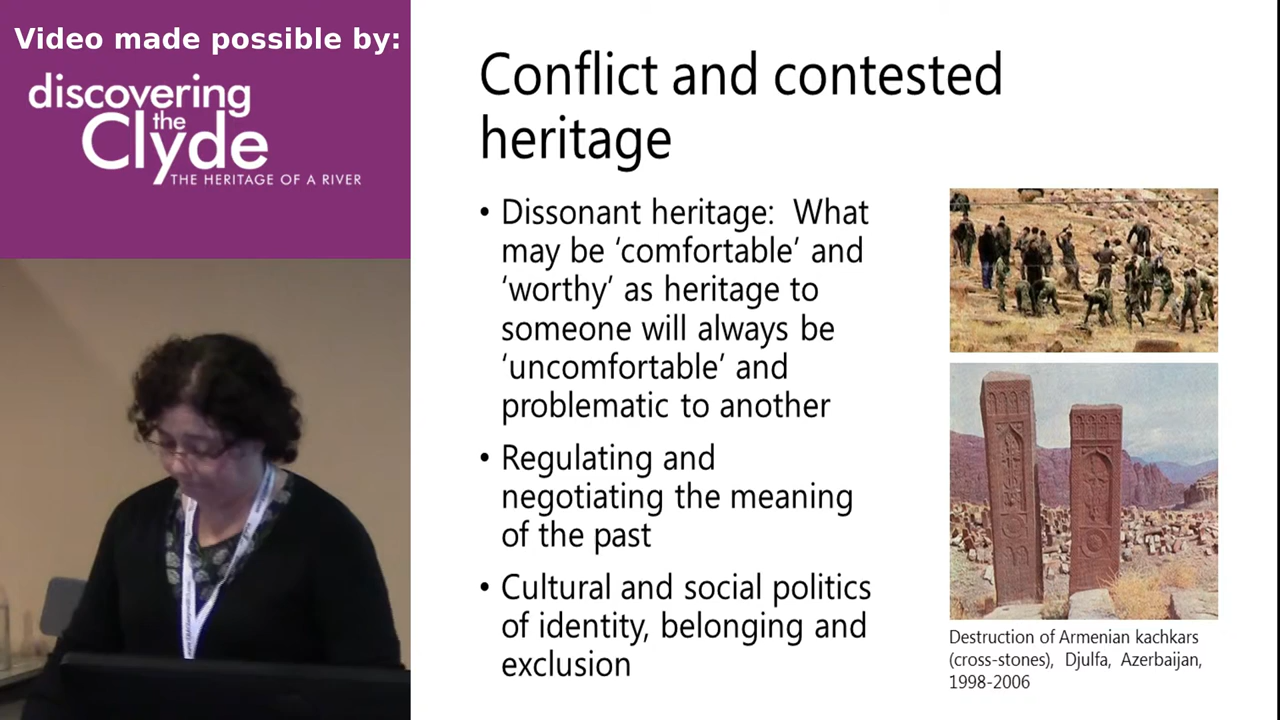 Video made possible by:
discovering
the
Clyde
THE HERITAGE OF A RIVER
Conflict and contested
heritage
• Dissonant heritage:  What
may be ‘comfortable’ and
‘worthy’ as heritage to
someone will always be
‘uncomfortable’ and
problematic to another
• Regulating and
negotiating the meaning
of the past
• Cultural and social politics
of identity, belonging and
exclusion
Destruction of Armenian kachkars
(cross-stones),  Djulfa,  Azerbaijan,
1998-2006